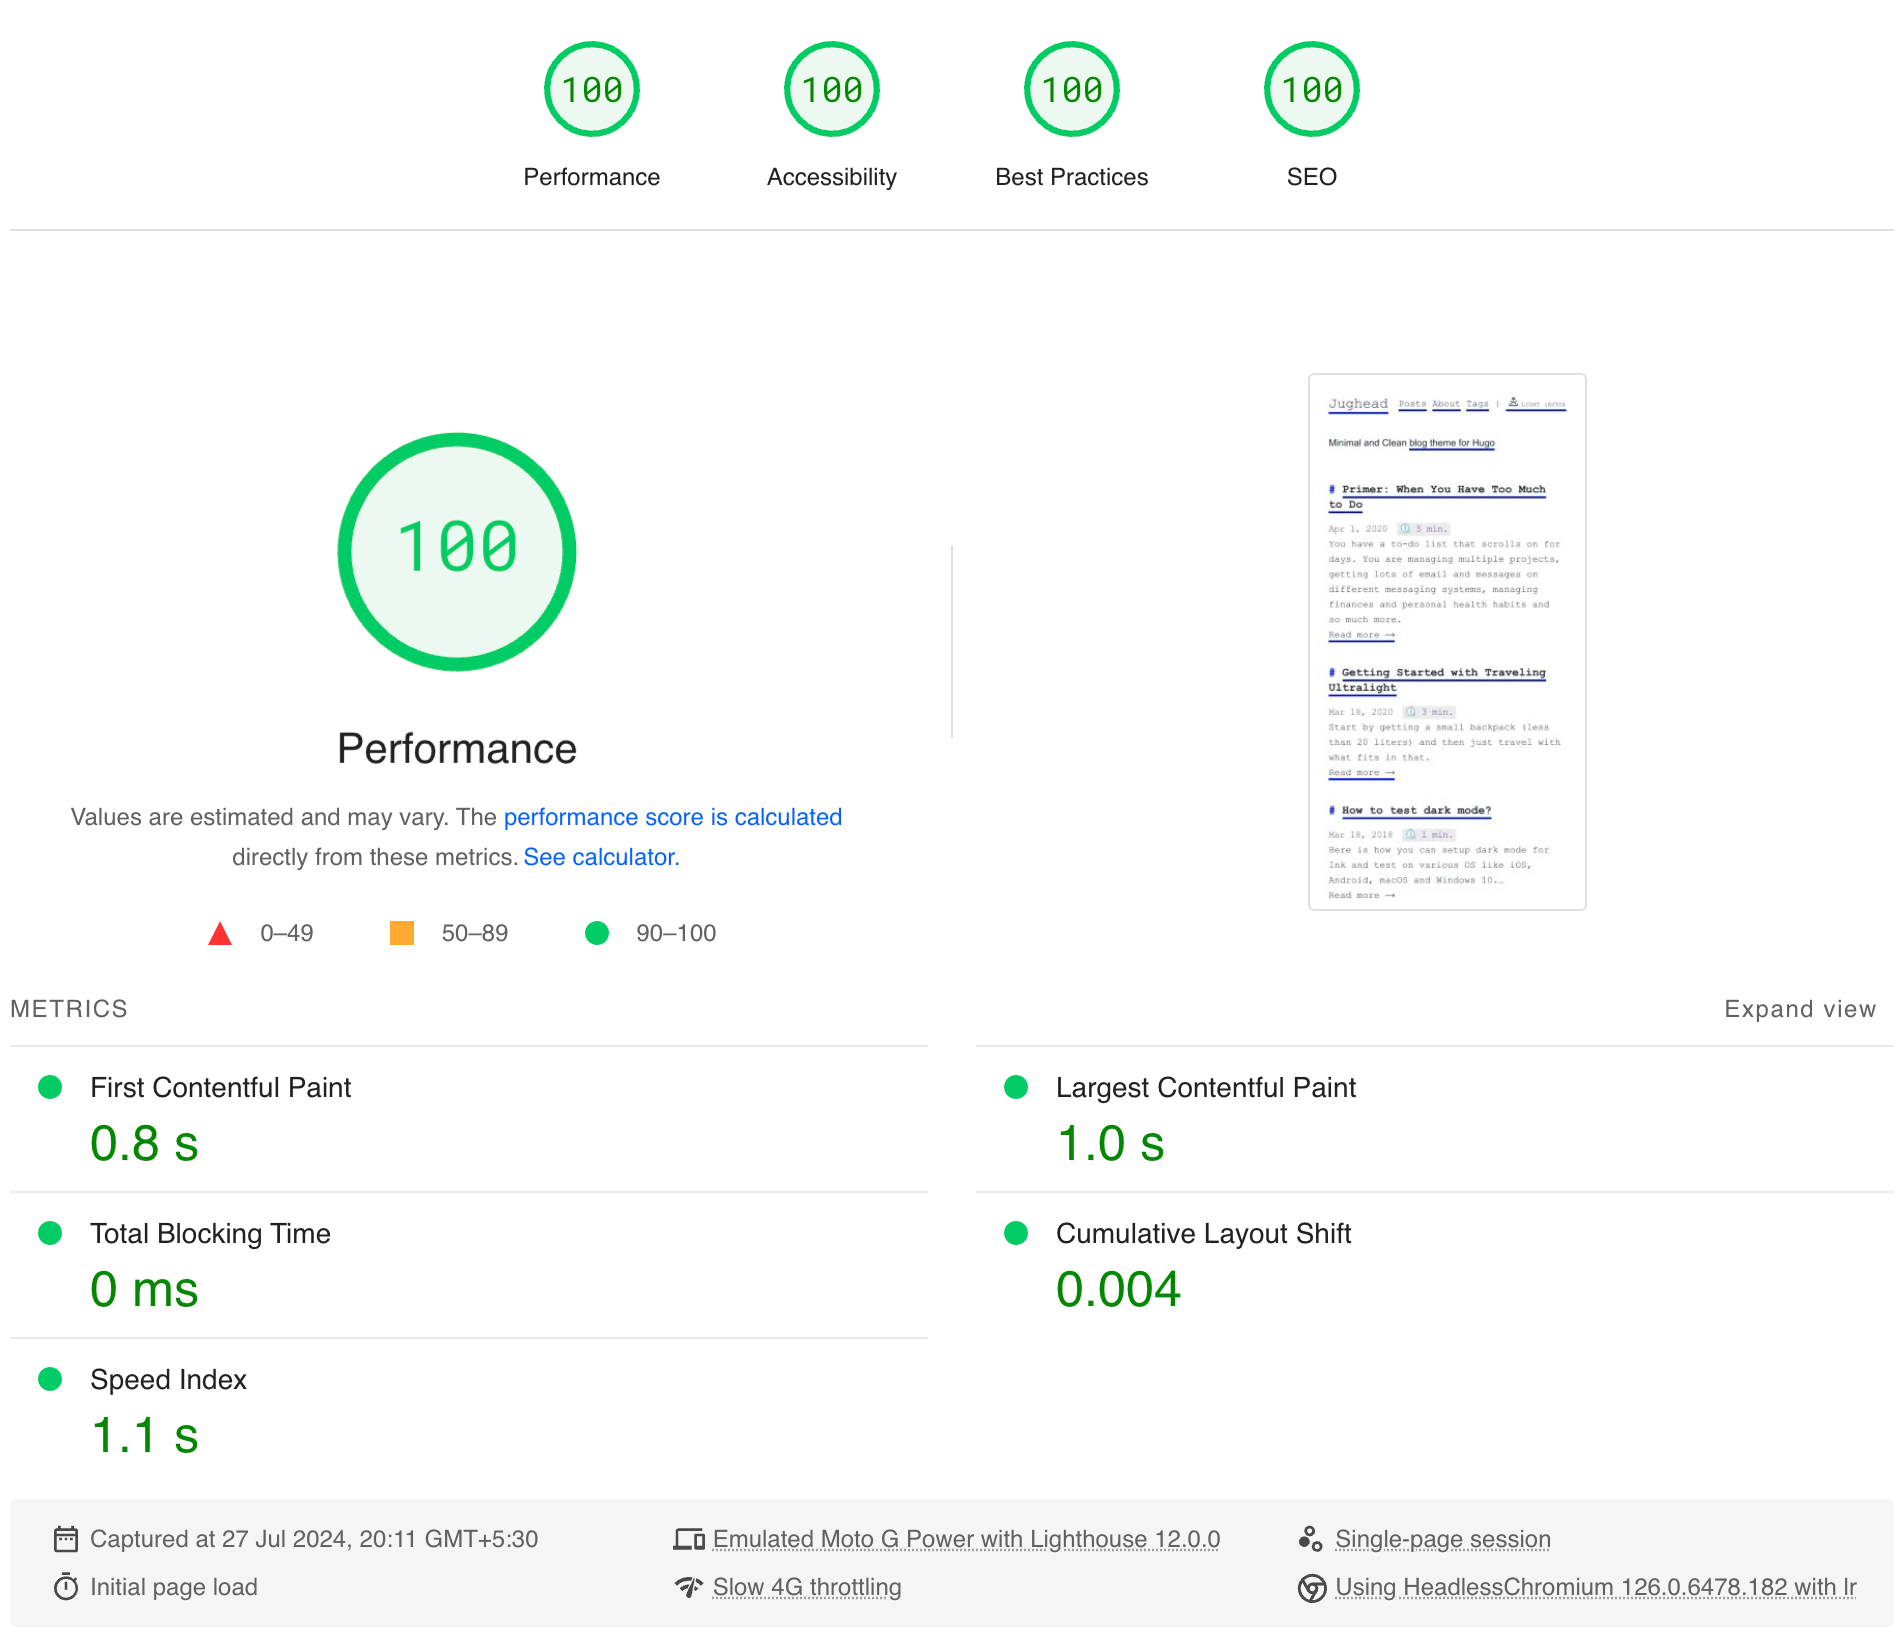 100
100
100
100
Performance
Accessibility
Best Practices
SEO
100
Performance
Values are estimated and may vary. The performance score is calculated
directly from these metrics. See calculator.
0–49
50–89
90–100
Jughead Posts About Tags | LIGHT (AUTO)
Minimal and Clean blog theme for Hugo
# Primer: When You Have Too Much
to Do
Apr 1, 2020 5 min.
You have a to-do list that scrolls on for
days. You are managing multiple projects,
getting lots of email and messages on
different messaging systems, managing
finances and personal health habits and
so much more.
Read more →
# Getting Started with Traveling
Ultralight
Mar 18, 2020 3 min.
Start by getting a small backpack (less
than 20 liters) and then just travel with
what fits in that.
Read more →
# How to test dark mode?
Mar 18, 2018 1 min.
Here is how you can setup dark mode for
Ink and test on various OS like iOS,
Android, macOS and Windows 10...
Read more →
METRICS
Expand view
First Contentful Paint
0.8 s
Largest Contentful Paint
1.0 s
Total Blocking Time
0 ms
Cumulative Layout Shift
0.004
Speed Index
1.1 s
Captured at 27 Jul 2024, 20:11 GMT+5:30
Emulated Moto G Power with Lighthouse 12.0.0
Single-page session
Initial page load
Slow 4G throttling
Using HeadlessChromium 126.0.6478.182 with lr